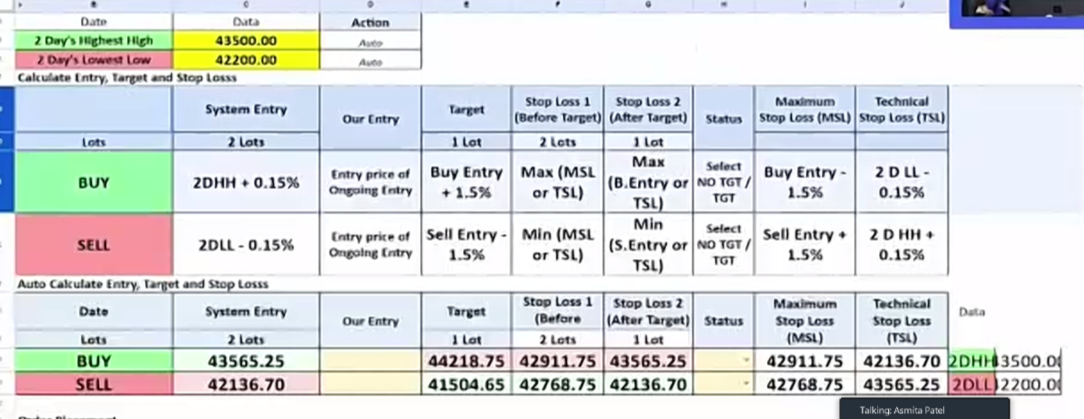 Date Data Action
2 Day's Highest High 43500.00 Auto
2 Day's Lowest Low 42200.00 Auto
Calculate Entry, Target and Stop Losss
System Entry Our Entry Target Stop Loss 1 (Before Target) Stop Loss 2 (After Target) Status Maximum Stop Loss (MSL) Technical Stop Loss (TSL)
Lots 2 Lots 1 Lot 2 Lots 1 Lot
BUY 2DHH + 0.15% Entry price of Ongoing Entry Buy Entry + 1.5% Max (MSL or TSL) Max (B.Entry or TSL) Select NO TGT / TGT Buy Entry - 1.5% 2 D LL - 0.15%
SELL 2DLL - 0.15% Entry price of Ongoing Entry Sell Entry - 1.5% Min (MSL or TSL) Min (S.Entry or TSL) Select NO TGT / TGT Sell Entry + 1.5% 2 D HH + 0.15%
Auto Calculate Entry, Target and Stop Losss
Date System Entry Our Entry Target Stop Loss 1 (Before Stop Loss 2 (After Target) Status Maximum Stop Loss (MSL) Technical Stop Loss (TSL) Data
Lots 2 Lots 1 Lot 2 Lots 1 Lot
BUY 43565.25 44218.75 42911.75 43565.25 42911.75 42136.70 2DHH 3500.0
SELL 42136.70 41504.65 42768.75 42136.70 42768.75 43565.25 2DLL 2200.0
Talking: Asmita Patel